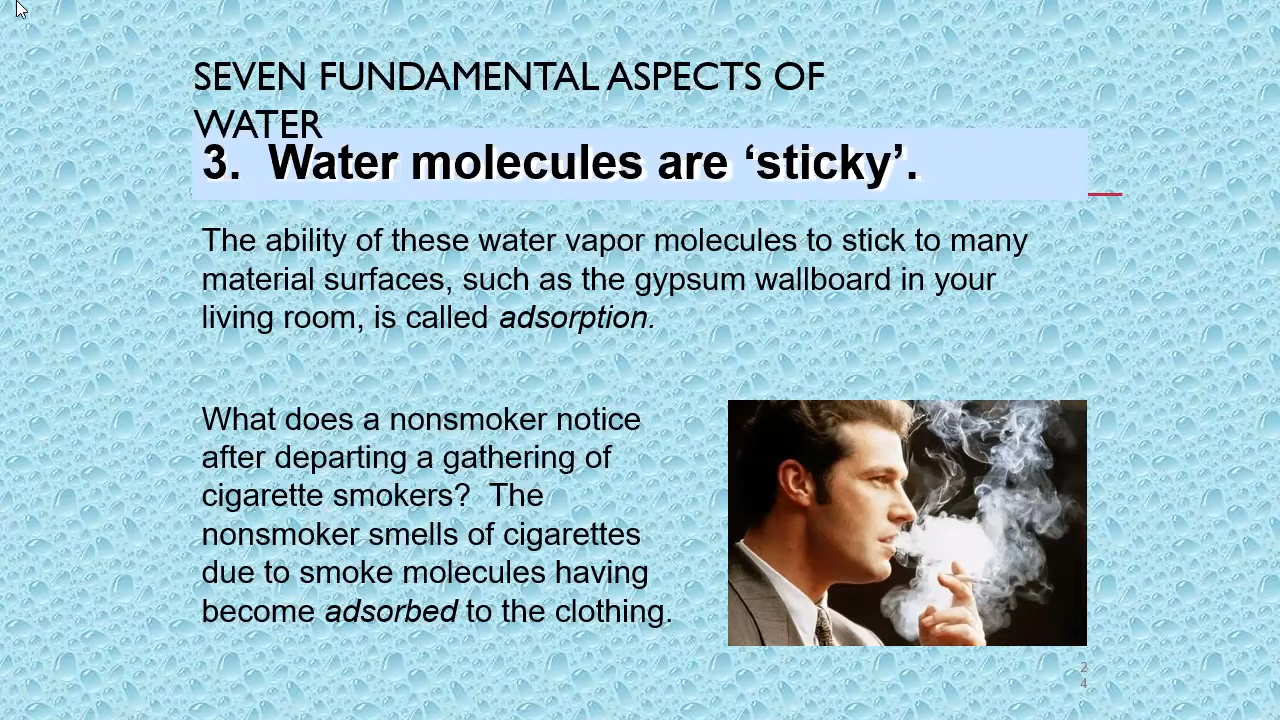 SEVEN FUNDAMENTAL ASPECTS OF
WATER
3.  Water molecules are ‘sticky’.
The ability of these water vapor molecules to stick to many
material surfaces, such as the gypsum wallboard in your
living room, is called adsorption.
What does a nonsmoker notice
after departing a gathering of
cigarette smokers?  The
nonsmoker smells of cigarettes
due to smoke molecules having
become adsorbed to the clothing.
2
4